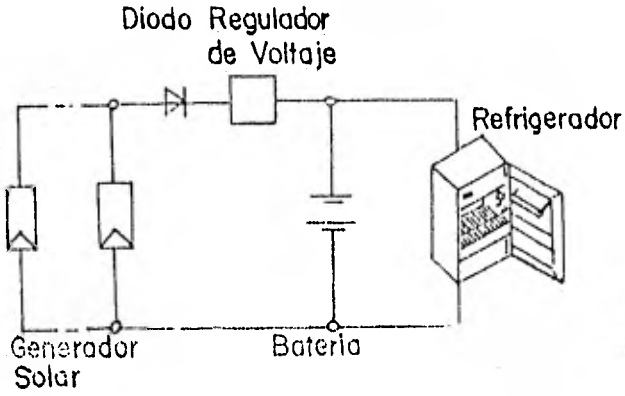 Diodo Regulador
de Voltaje
Refrigerador
Generador
Solar
Bateria